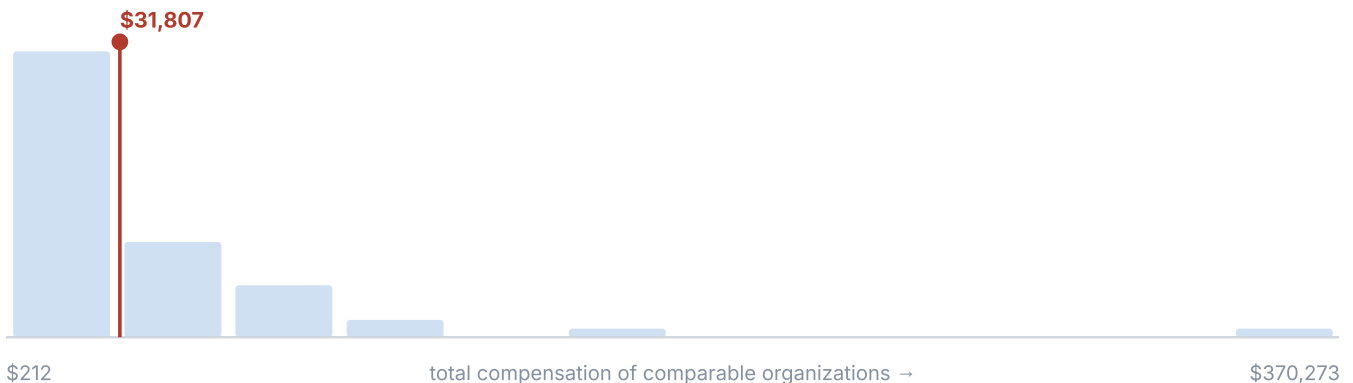 $31,807
$212 total compensation of comparable organizations → $370,273